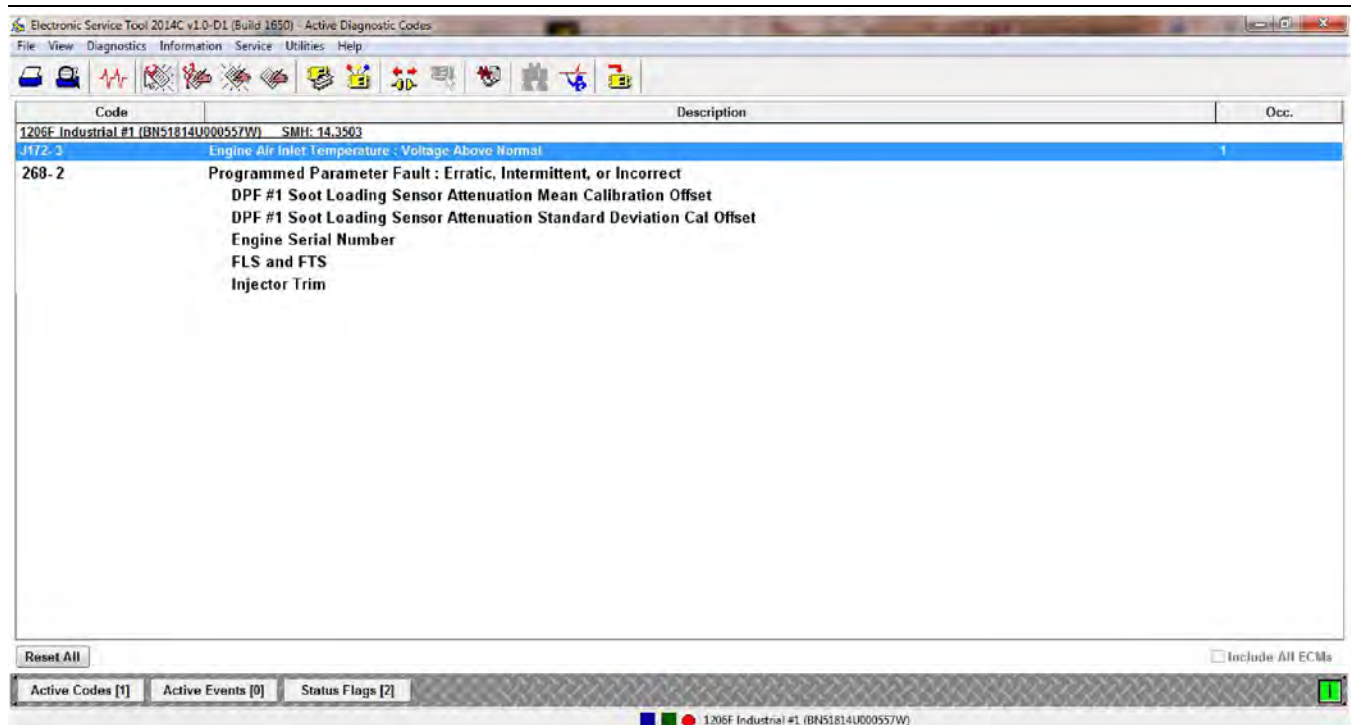 Electronic Service Tool 2014C v1.0-D1 (Build 1650) - Active Diagnostic Codes
File View Diagnostics Information Service Utilities Help
Code Description Occ.
1206F Industrial #1 (BN51814U000557W) SMH: 14.3503
J172- 3 Engine Air Inlet Temperature : Voltage Above Normal 1
268- 2 Programmed Parameter Fault : Erratic, Intermittent, or Incorrect
DPF #1 Soot Loading Sensor Attenuation Mean Calibration Offset
DPF #1 Soot Loading Sensor Attenuation Standard Deviation Cal Offset
Engine Serial Number
FLS and FTS
Injector Trim
Reset All Include All ECMs
Active Codes [1] Active Events [0] Status Flags [2]
1206F Industrial #1 (BN51814U000557W)